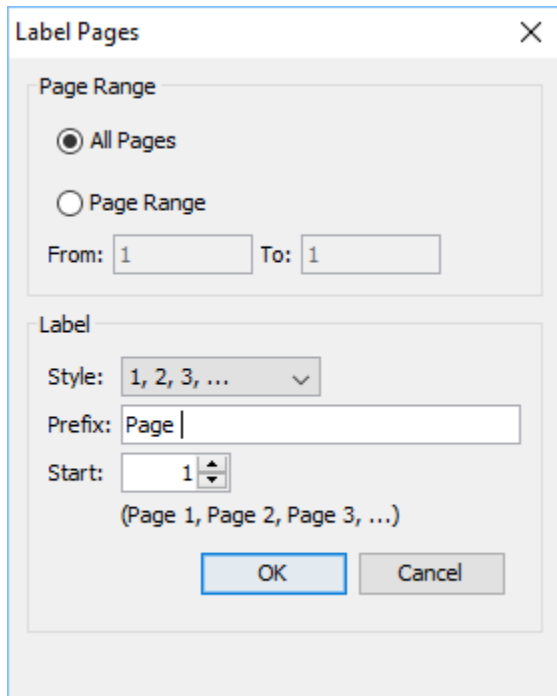 Label Pages
Page Range
All Pages
Page Range
From: 1 To: 1
Label
Style: 1, 2, 3, ...
Prefix: Page
Start: 1
(Page 1, Page 2, Page 3, ...)
OK Cancel